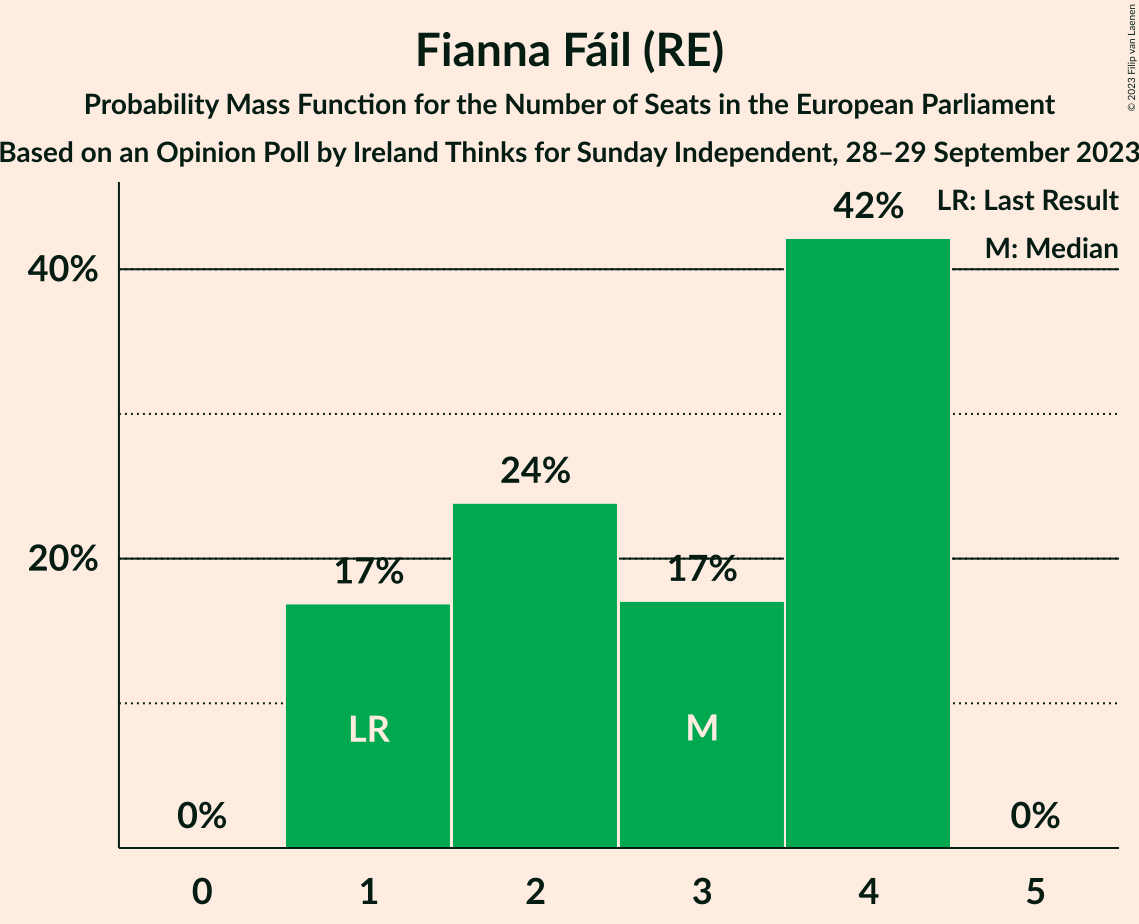 Fianna Fáil (RE)
Probability Mass Function for the Number of Seats in the European Parliament
Based on an Opinion Poll by Ireland Thinks for Sunday Independent, 28–29 September 2023
© 2023 Filip van Laenen
LR: Last Result
M: Median
42%
40%
24%
20%
17%
17%
LR
M
0%
0%
0 1 2 3 4 5